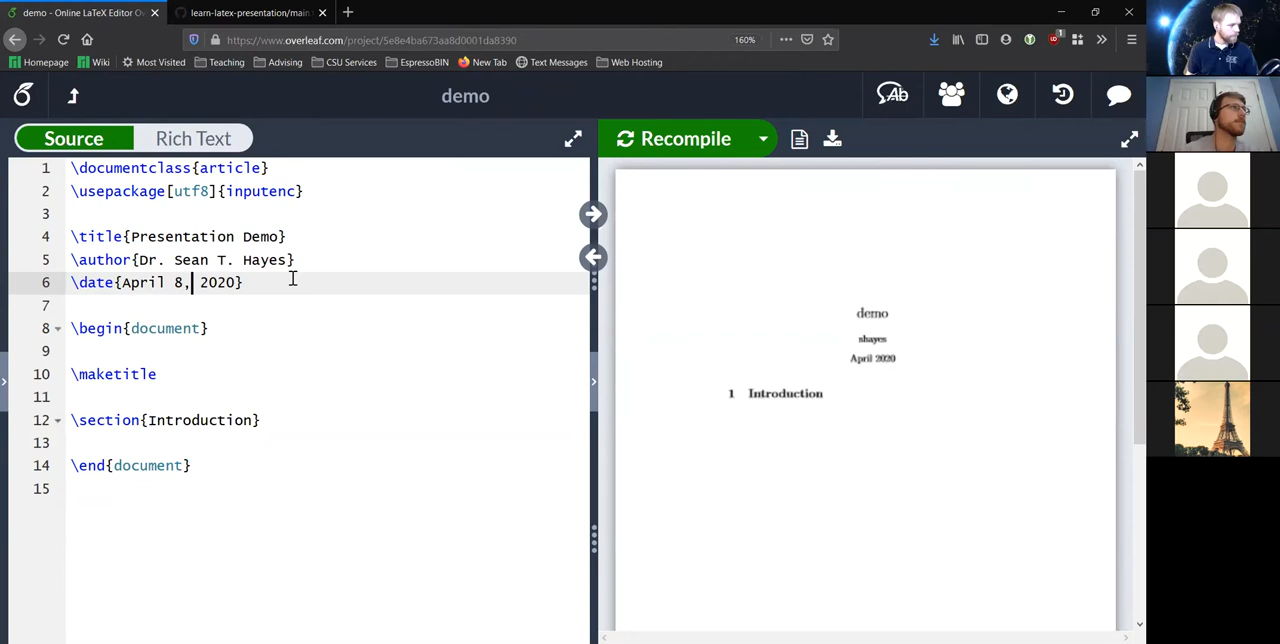 demo - Online LaTeX Editor Ov
learn-latex-presentation/main.
https://www.overleaf.com/project/5e8e4ba673aa8d0001da8390
160%
1
Homepage Wiki Most Visited Teaching Advising CSU Services EspressoBIN New Tab Text Messages Web Hosting
demo
Ab
Source Rich Text
Recompile
1 \documentclass{article}
2 \usepackage[utf8]{inputenc}
3
4 \title{Presentation Demo}
5 \author{Dr. Sean T. Hayes}
6 \date{April 8, 2020}
7
8 \begin{document}
9
10 \maketitle
11
12 \section{Introduction}
13
14 \end{document}
15
demo
shayes
April 2020
1 Introduction